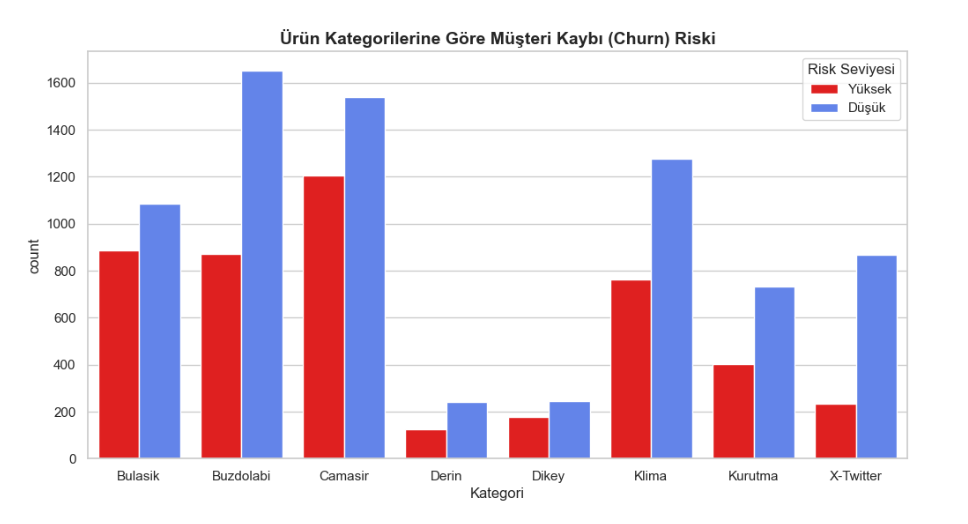 Ürün Kategorilerine Göre Müşteri Kaybı (Churn) Riski
Risk Seviyesi
Yüksek
Düşük
1600
1400
1200
1000
800
600
400
200
0
count
Bulasik Buzdolabi Camasir Derin Dikey Klima Kurutma X-Twitter
Kategori